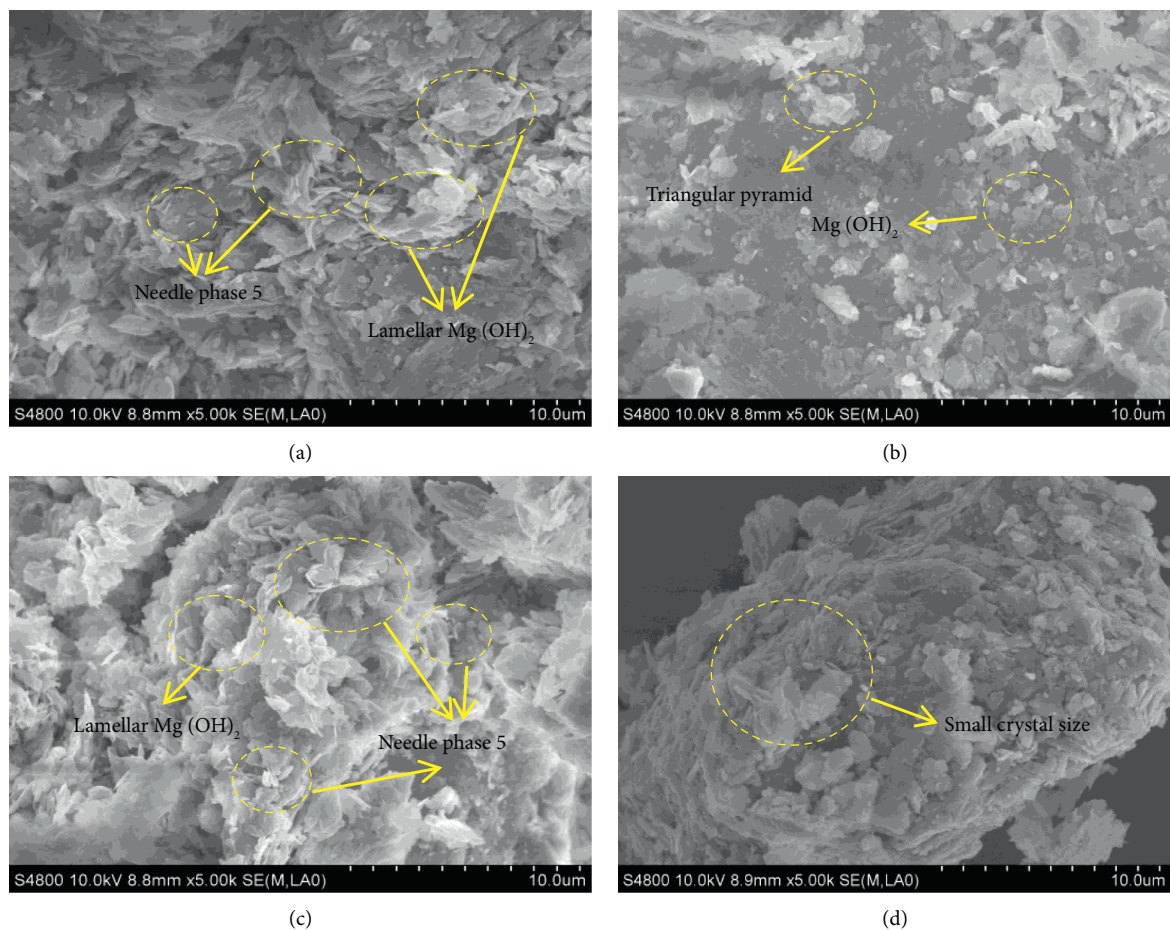 Needle phase 5
Lamellar Mg (OH)2
S4800 10.0kV 8.8mm x5.00k SE(M,LA0) 10.0um
(a)
Triangular pyramid
Mg (OH)2
S4800 10.0kV 8.8mm x5.00k SE(M,LA0) 10.0um
(b)
Lamellar Mg (OH)2
Needle phase 5
S4800 10.0kV 8.8mm x5.00k SE(M,LA0) 10.0um
(c)
Small crystal size
S4800 10.0kV 8.9mm x5.00k SE(M,LA0) 10.0um
(d)